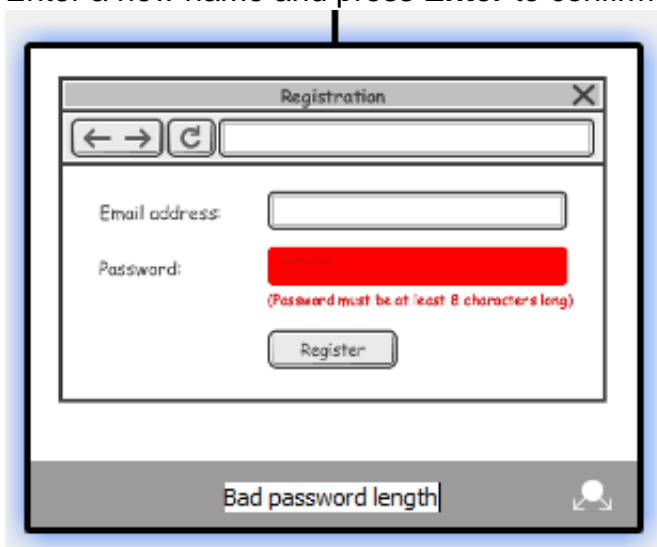 Enter a new name and press Enter to confirm
Registration
Email address:
Password:
(Password must be at least 8 characters long)
Register
Bad password length